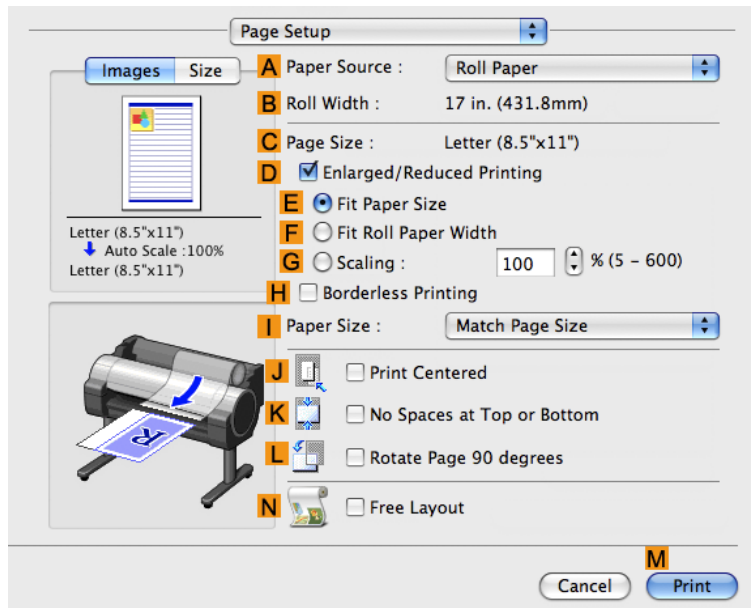 Page Setup
Images Size
A Paper Source : Roll Paper
B Roll Width : 17 in. (431.8mm)
C Page Size : Letter (8.5"x11")
D Enlarged/Reduced Printing
E Fit Paper Size
Letter (8.5"x11")
Auto Scale :100%
Letter (8.5"x11")
F Fit Roll Paper Width
G Scaling : 100 % (5 – 600)
H Borderless Printing
I Paper Size : Match Page Size
J Print Centered
K No Spaces at Top or Bottom
L Rotate Page 90 degrees
R
N Free Layout
M
Cancel Print